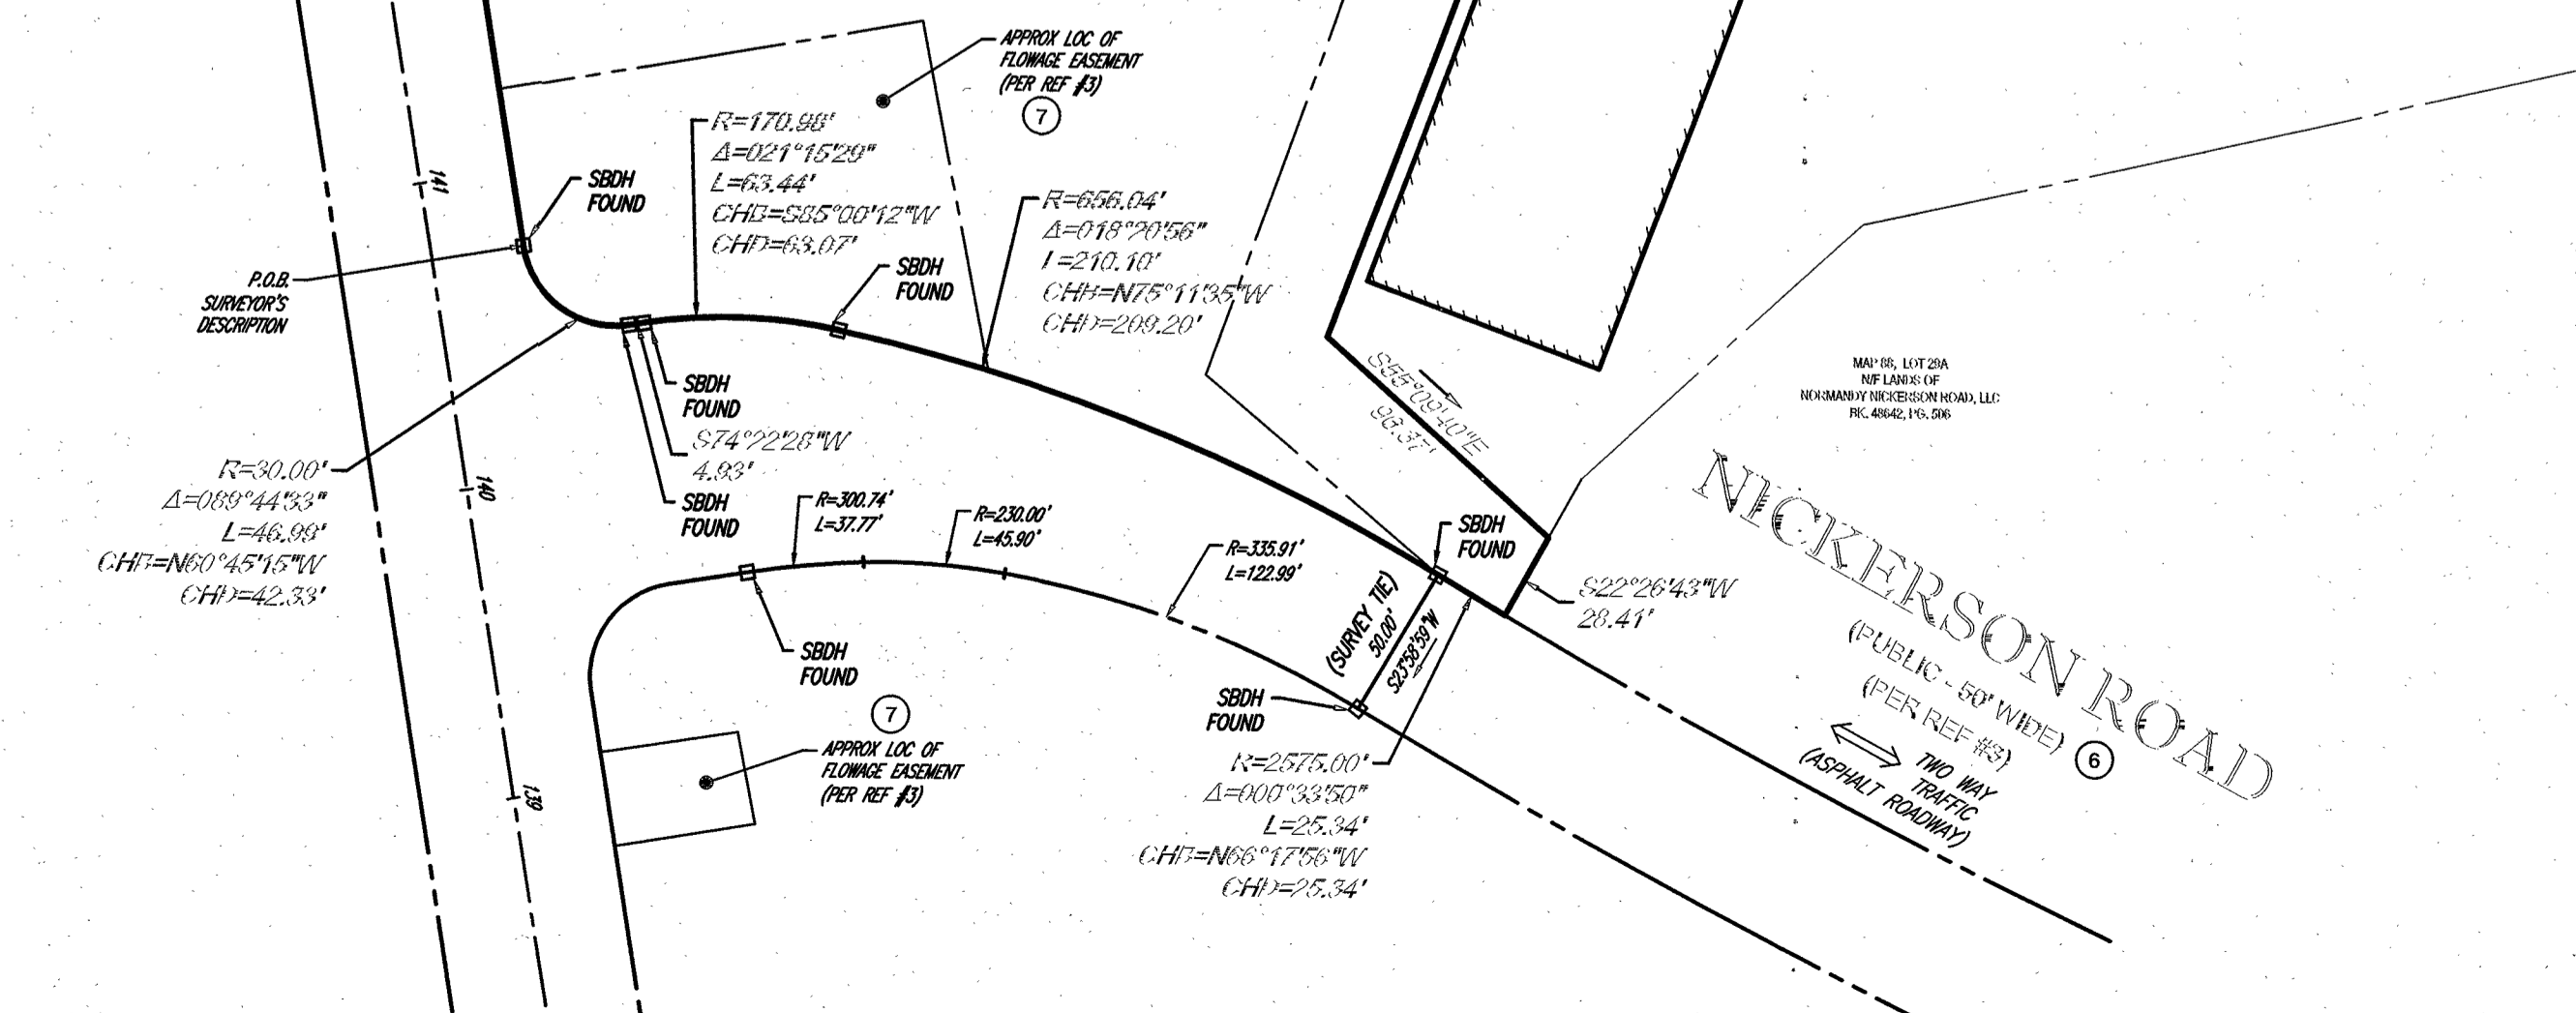 APPROX LOC OF
FLOWAGE EASEMENT
(PER REF #3)
7
R=170.98'
Δ=021°15'29"
L=63.44'
CHB=S85°00'12"W
CHD=63.07'
141
SBDH
FOUND
R=656.04'
Δ=018°20'56"
L=210.10'
CHB=N75°11'35"W
CHD=209.20'
SBDH
FOUND
P.O.B.
SURVEYOR'S
DESCRIPTION
SBDH
FOUND
S74°22'28"W
4.93'
SBDH
FOUND
S55°09'40"E
96.37'
MAP 88, LOT 29A
N/F LANDS OF
NORMANDY NICKERSON ROAD, LLC
BK. 48642, PG. 506
R=30.00'
Δ=089°44'33"
L=46.99'
CHB=N60°45'15"W
CHD=42.33'
140
R=300.74'
L=37.77'
R=230.00'
L=45.90'
R=335.91'
L=122.99'
SBDH
FOUND
(SURVEY TIE)
50.00'
S23°58'59"W
S22°26'43"W
28.41'
NICKERSON ROAD
(PUBLIC - 50' WIDE)
(PER REF #3)
6
TWO WAY
TRAFFIC
(ASPHALT ROADWAY)
SBDH
FOUND
SBDH
FOUND
7
APPROX LOC OF
FLOWAGE EASEMENT
(PER REF #3)
139
R=2575.00'
Δ=000°33'50"
L=25.34'
CHB=N66°17'56"W
CHD=25.34'